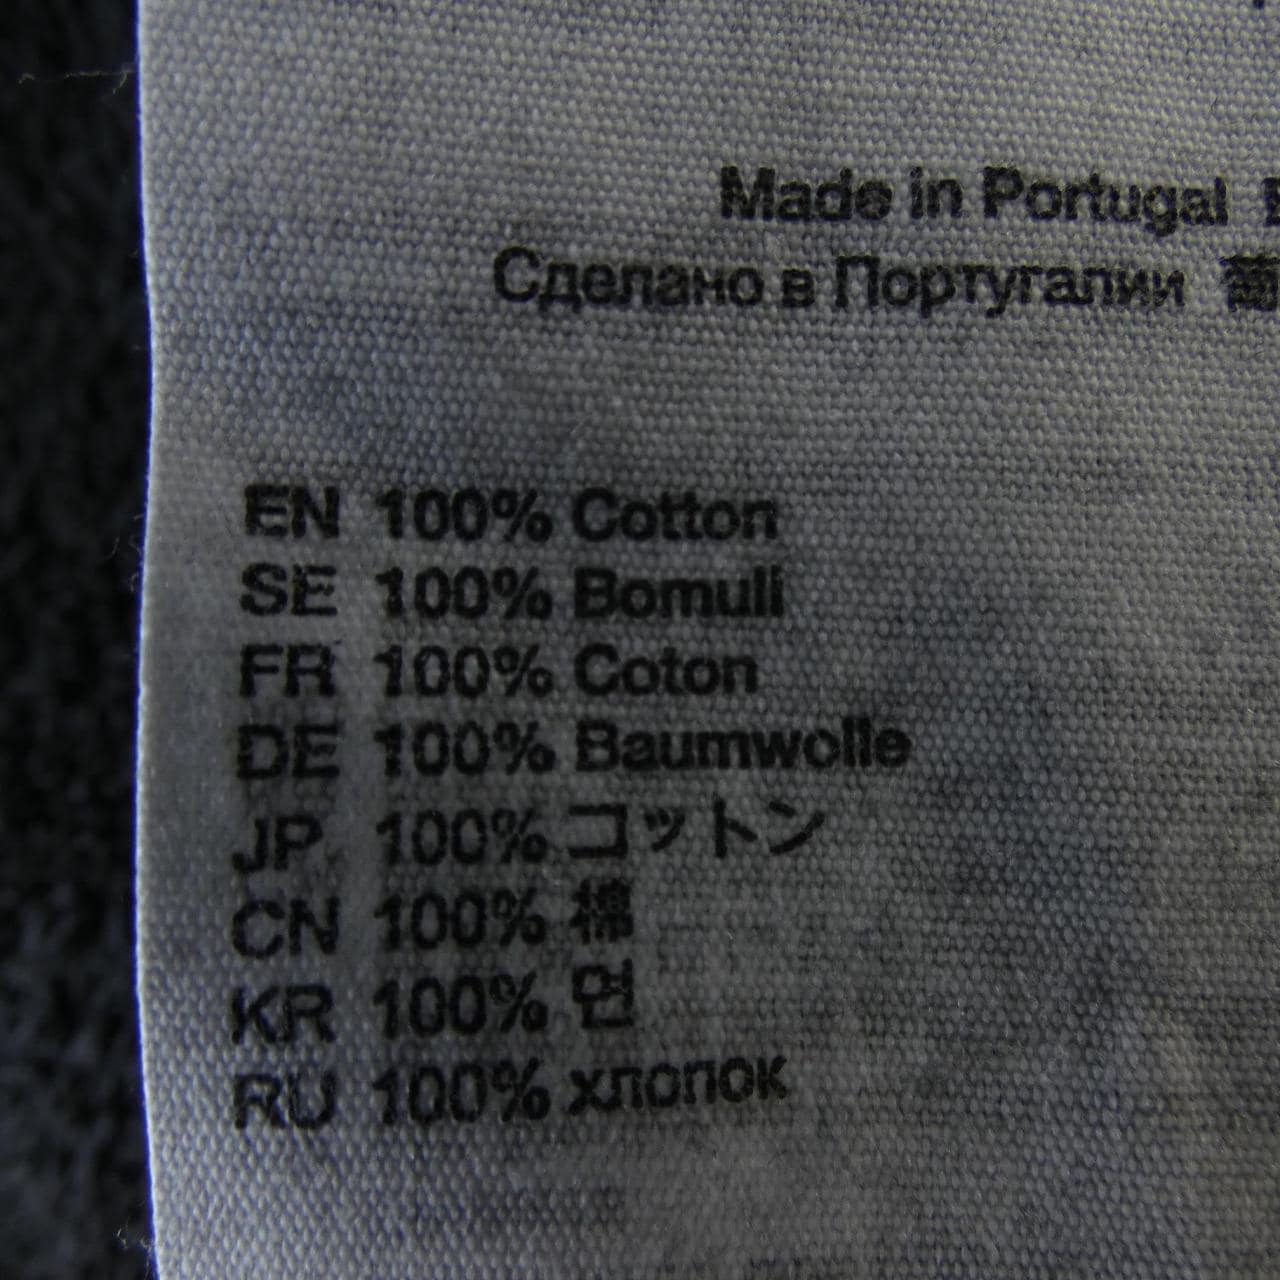 Made in Portugal
Сделано в Португалии 葡
EN 100% Cotton
SE 100% Bomull
FR 100% Coton
DE 100% Baumwolle
JP 100% コットン
CN 100% 棉
KR 100% 면
RU 100% хлопок